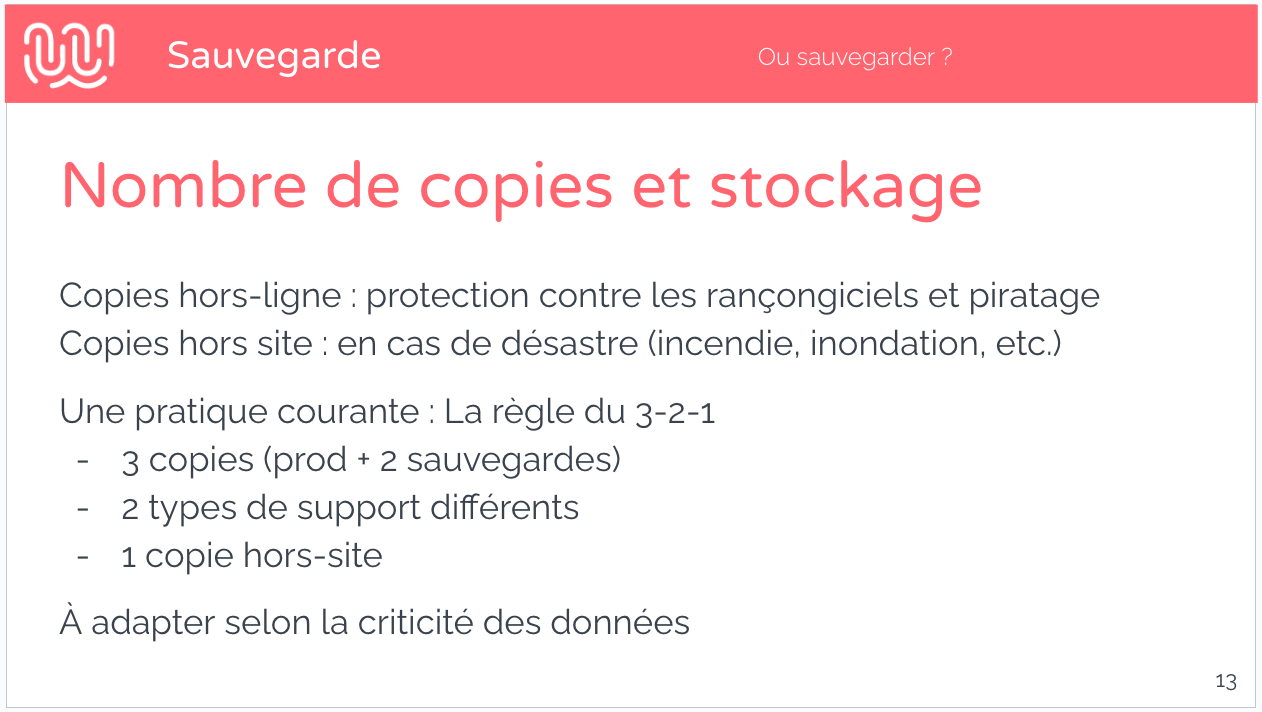 Sauvegarde
Ou sauvegarder ?
Nombre de copies et stockage
Copies hors-ligne : protection contre les rançongiciels et piratage
Copies hors site : en cas de désastre (incendie, inondation, etc.)
Une pratique courante : La règle du 3-2-1
- 3 copies (prod + 2 sauvegardes)
- 2 types de support différents
- 1 copie hors-site
À adapter selon la criticité des données
13